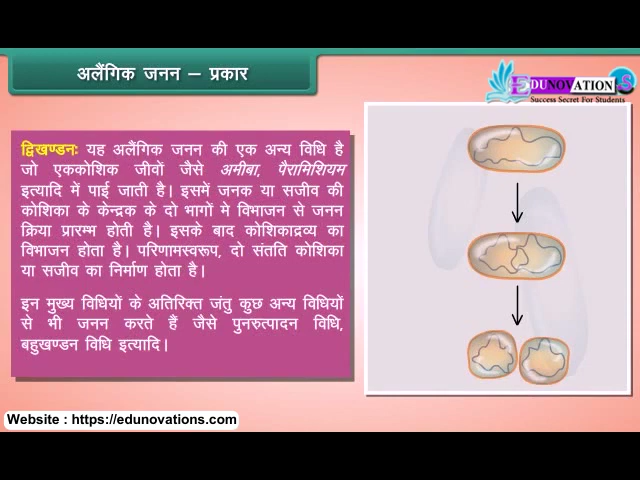 अलैंगिक जनन – प्रकार
EDUNOVATIONS
Success Secret For Students
द्विखण्डनः यह अलैंगिक जनन की एक अन्य विधि है
जो एककोशिक जीवों जैसे अमीबा, पैरामिशियम
इत्यादि में पाई जाती है। इसमें जनक या सजीव की
कोशिका के केन्द्रक के दो भागों मे विभाजन से जनन
क्रिया प्रारम्भ होती है। इसके बाद कोशिकाद्रव्य का
विभाजन होता है। परिणामस्वरूप, दो संतति कोशिका
या सजीव का निर्माण होता है।
इन मुख्य विधियों के अतिरिक्त जंतु कुछ अन्य विधियों
से भी जनन करते हैं जैसे पुनरुत्पादन विधि,
बहुखण्डन विधि इत्यादि।
Website : https://edunovations.com